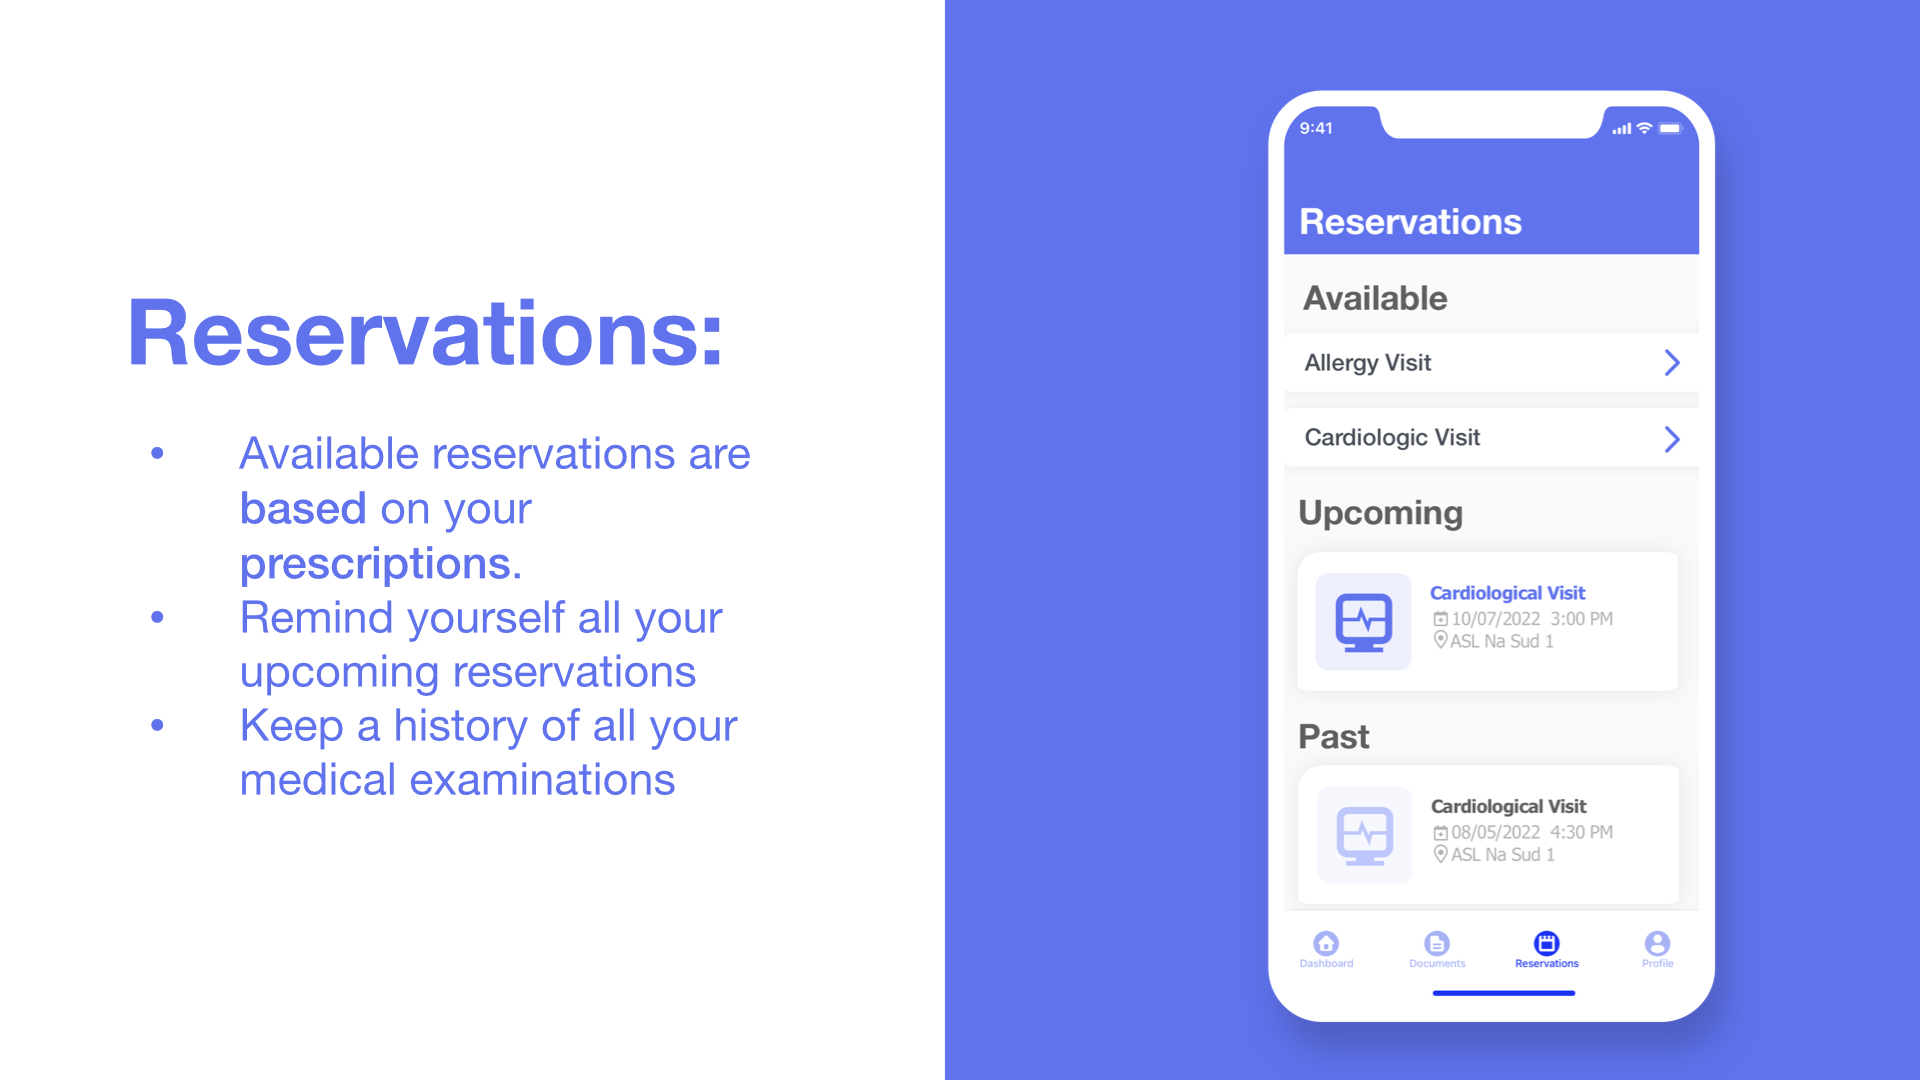 Reservations:
• Available reservations are
based on your
prescriptions.
• Remind yourself all your
upcoming reservations
• Keep a history of all your
medical examinations
9:41
Reservations
Available
Allergy Visit
Cardiologic Visit
Upcoming
Cardiological Visit
10/07/2022 3:00 PM
ASL Na Sud 1
Past
Cardiological Visit
08/05/2022 4:30 PM
ASL Na Sud 1
Dashboard Documents Reservations Profile